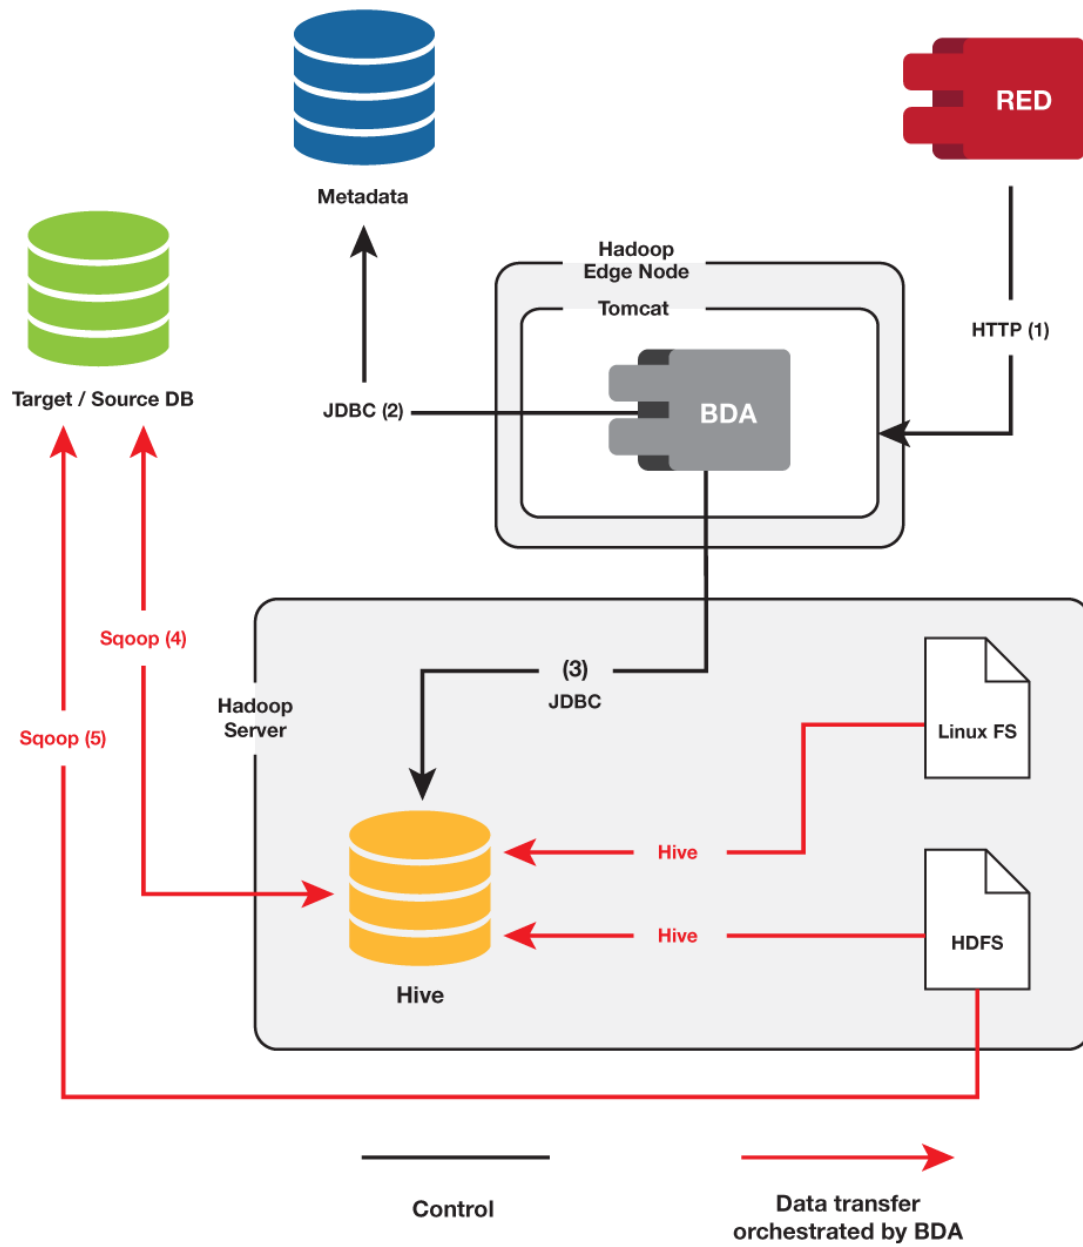 RED
Metadata
Hadoop
Edge Node
Tomcat
HTTP (1)
Target / Source DB
JDBC (2)
BDA
Sqoop (4)
(3)
JDBC
Hadoop
Server
Sqoop (5)
Linux FS
Hive
Hive
HDFS
Hive
Control
Data transfer
orchestrated by BDA